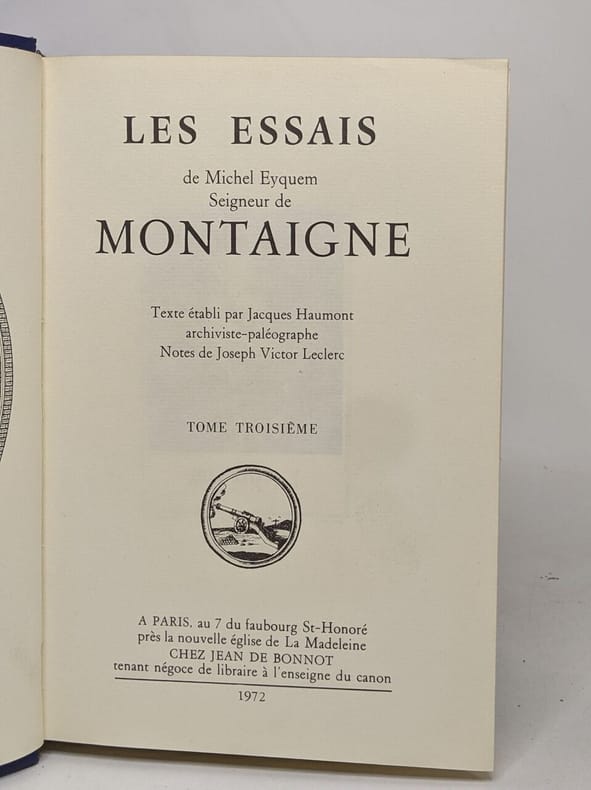 LES ESSAIS
de Michel Eyquem
Seigneur de
MONTAIGNE
Texte établi par Jacques Haumont
archiviste-paléographe
Notes de Joseph Victor Leclerc
TOME TROISIÈME
A PARIS, au 7 du faubourg St-Honoré
près la nouvelle église de La Madeleine
CHEZ JEAN DE BONNOT
tenant négoce de libraire à l'enseigne du canon
1972